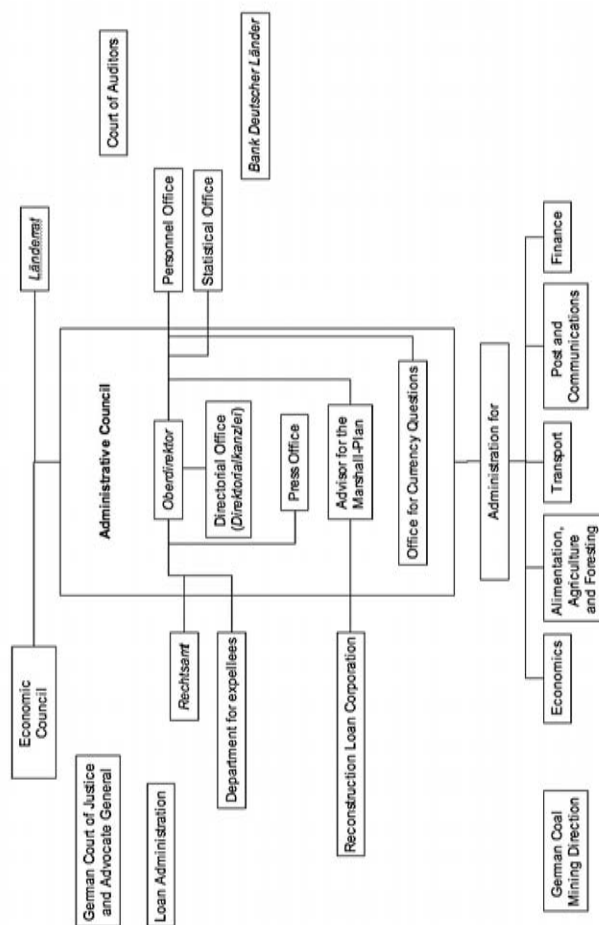 Economic
Council
Länderrat
German Court of Justice
and Advocate General
Administrative Council
Court of Auditors
Loan Administration
Oberdirektor
Personnel Office
Rechtsamt
Statistical Office
Directorial Office
(Direktorialkanzlei)
Department for expellees
Bank Deutscher Länder
Press Office
Reconstruction Loan Corporation
Advisor for the
Marshall-Plan
Office for Currency Questions
Administration for
German Coal
Mining Direction
Economics
Alimentation,
Agriculture
and Foresting
Transport
Post and
Communications
Finance